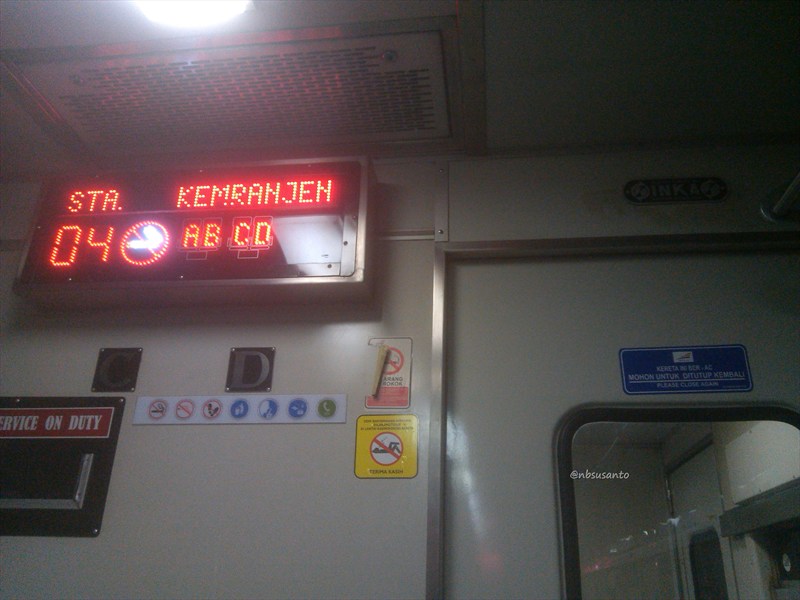 STA. KEMRANJEN
04 AB CD
INKA
C D
SERVICE ON DUTY
KERETA INI BER - AC
MOHON UNTUK DITUTUP KEMBALI
PLEASE CLOSE AGAIN
ROKOK
TERIMA KASIH
@nbsusanto